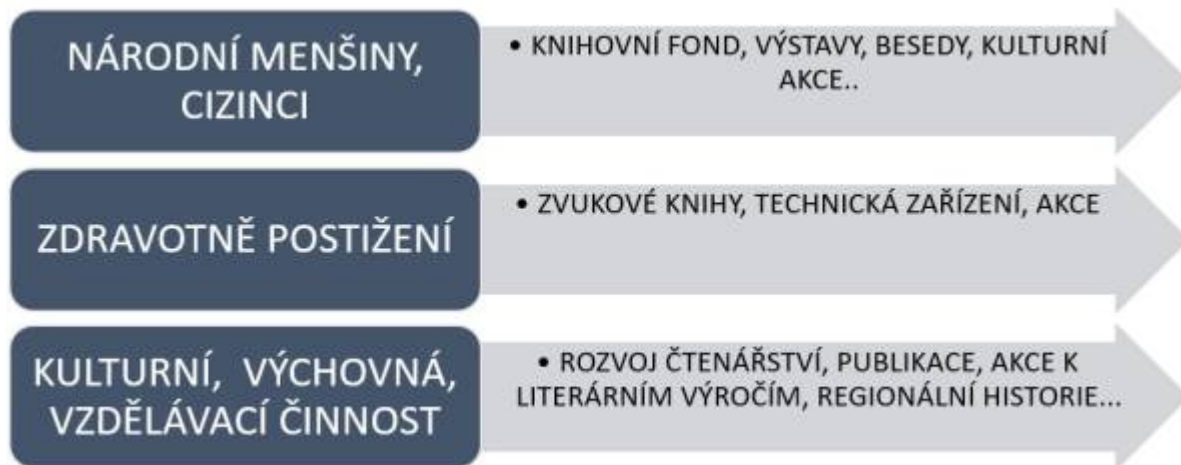 NÁRODNÍ MENŠINY,
CIZINCI
• KNIHOVNÍ FOND, VÝSTAVY, BESEDY, KULTURNÍ
AKCE..
ZDRAVOTNĚ POSTIŽENÍ
• ZVUKOVÉ KNIHY, TECHNICKÁ ZAŘÍZENÍ, AKCE
KULTURNÍ, VÝCHOVNÁ,
VZDĚLÁVACÍ ČINNOST
• ROZVOJ ČTENÁŘSTVÍ, PUBLIKACE, AKCE K
LITERÁRNÍM VÝROČÍM, REGIONÁLNÍ HISTORIE...